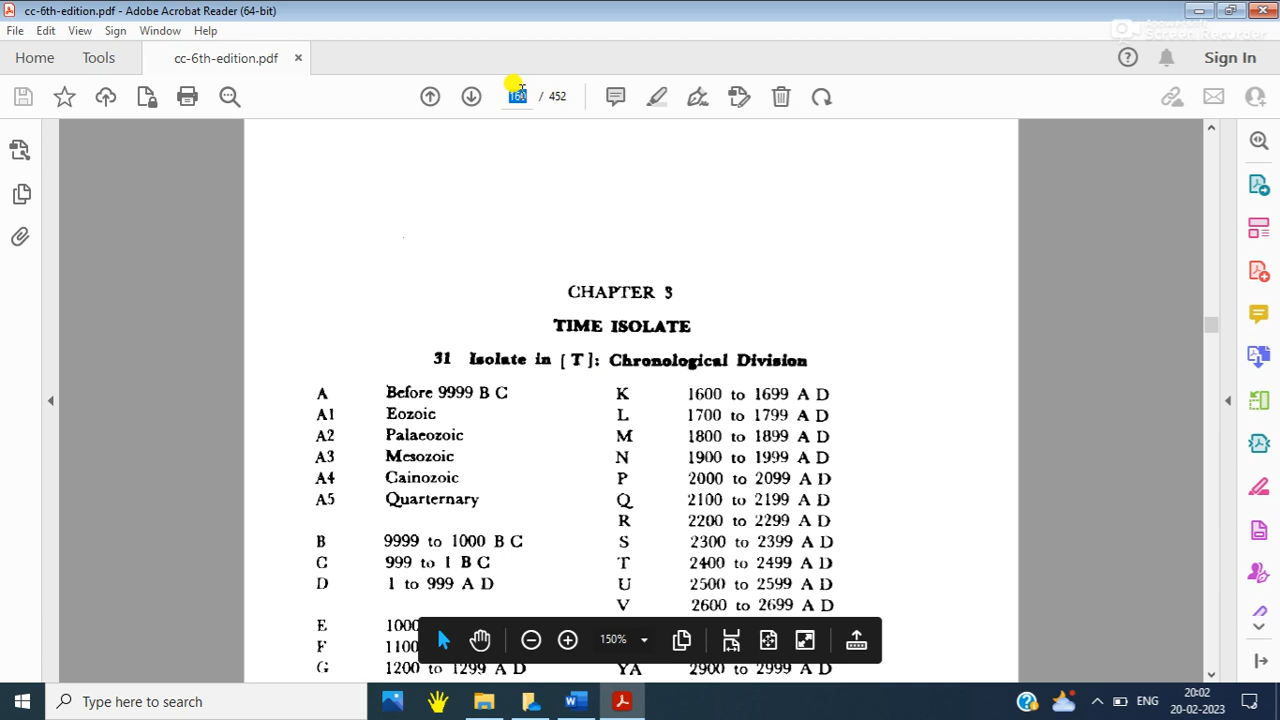 cc-6th-edition.pdf - Adobe Acrobat Reader (64-bit)
File Edit View Sign Window Help
Screen Recorder
Home Tools cc-6th-edition.pdf Sign In
160 / 452
CHAPTER 3
TIME ISOLATE
31 Isolate in [ T ]: Chronological Division
A Before 9999 B C
A1 Eozoic
A2 Palaeozoic
A3 Mesozoic
A4 Cainozoic
A5 Quarternary
B 9999 to 1000 B C
C 999 to 1 B C
D 1 to 999 A D
E 1000
F 1100
G 1200 to 1299 A D
K 1600 to 1699 A D
L 1700 to 1799 A D
M 1800 to 1899 A D
N 1900 to 1999 A D
P 2000 to 2099 A D
Q 2100 to 2199 A D
R 2200 to 2299 A D
S 2300 to 2399 A D
T 2400 to 2499 A D
U 2500 to 2599 A D
V 2600 to 2699 A D
YA 2900 to 2999 A D
150%
Type here to search
ENG
20:02
20-02-2023